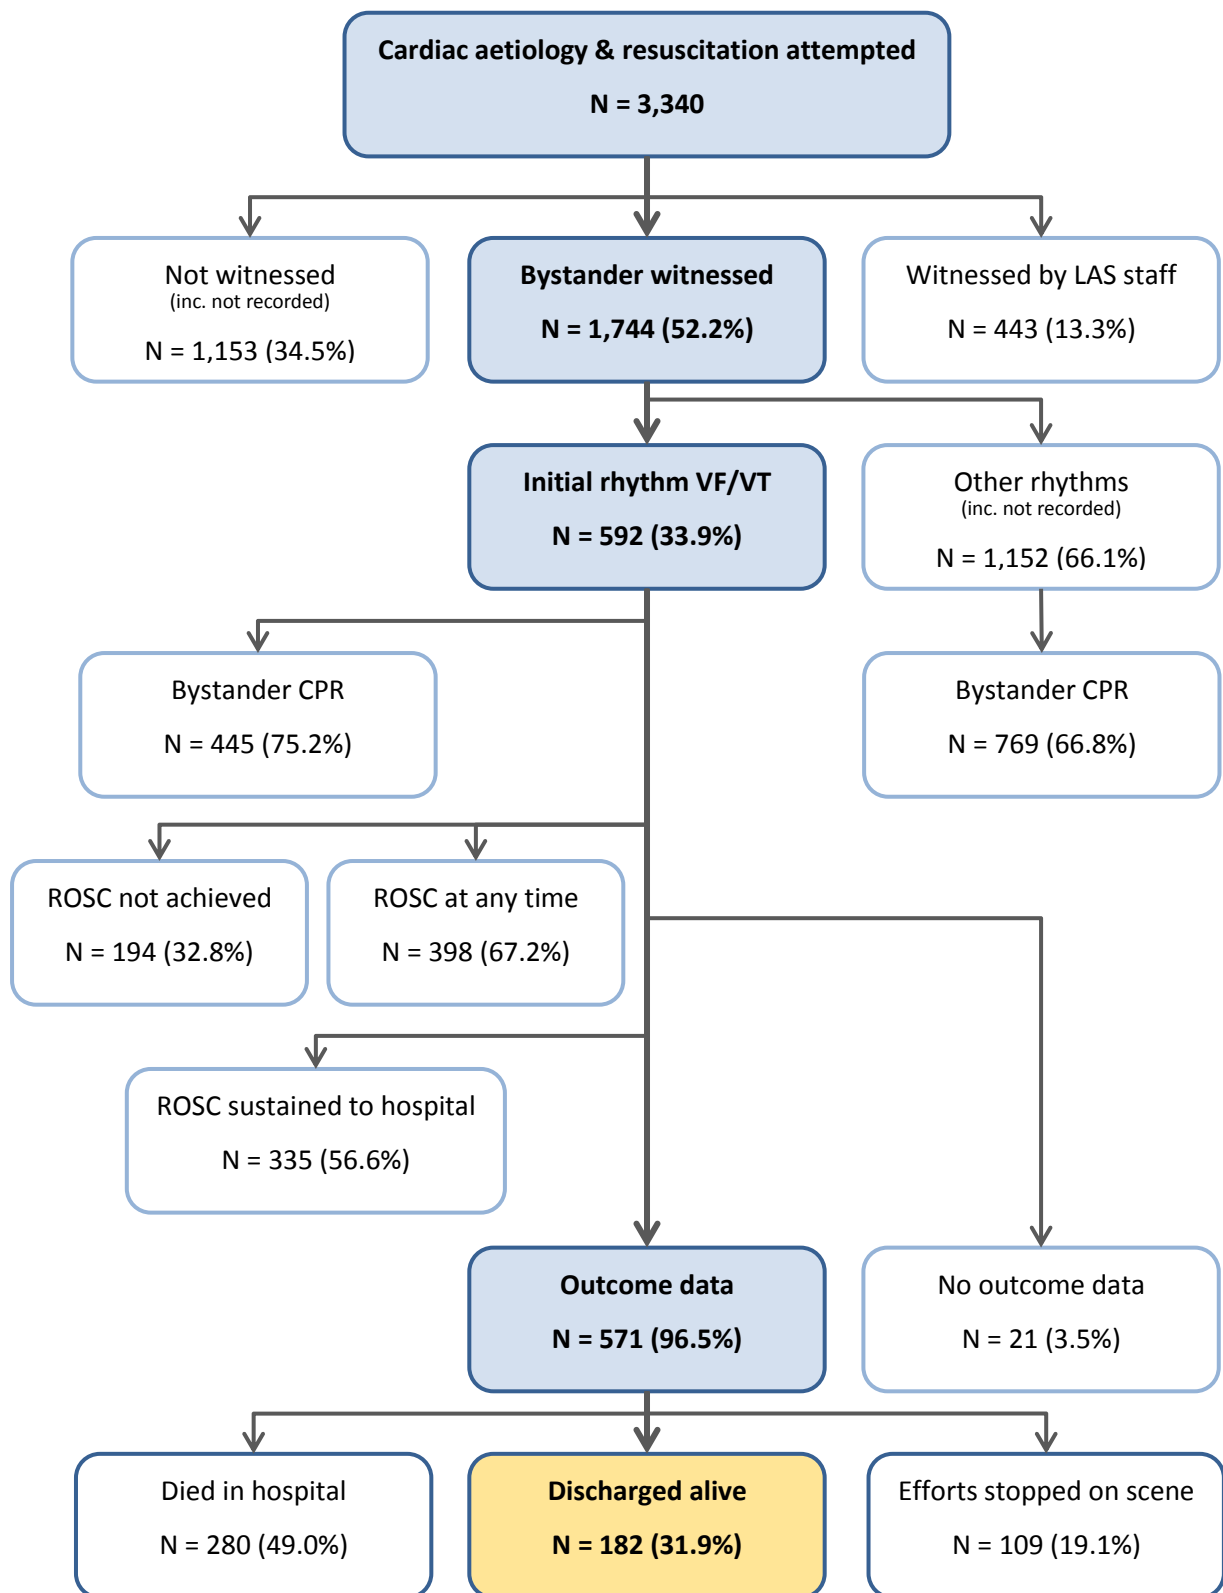 Cardiac aetiology & resuscitation attempted
N = 3,340
Not witnessed
(inc. not recorded)
N = 1,153 (34.5%)
Bystander witnessed
N = 1,744 (52.2%)
Witnessed by LAS staff
N = 443 (13.3%)
Initial rhythm VF/VT
N = 592 (33.9%)
Other rhythms
(inc. not recorded)
N = 1,152 (66.1%)
Bystander CPR
N = 445 (75.2%)
Bystander CPR
N = 769 (66.8%)
ROSC not achieved
N = 194 (32.8%)
ROSC at any time
N = 398 (67.2%)
ROSC sustained to hospital
N = 335 (56.6%)
Outcome data
N = 571 (96.5%)
No outcome data
N = 21 (3.5%)
Died in hospital
N = 280 (49.0%)
Discharged alive
N = 182 (31.9%)
Efforts stopped on scene
N = 109 (19.1%)